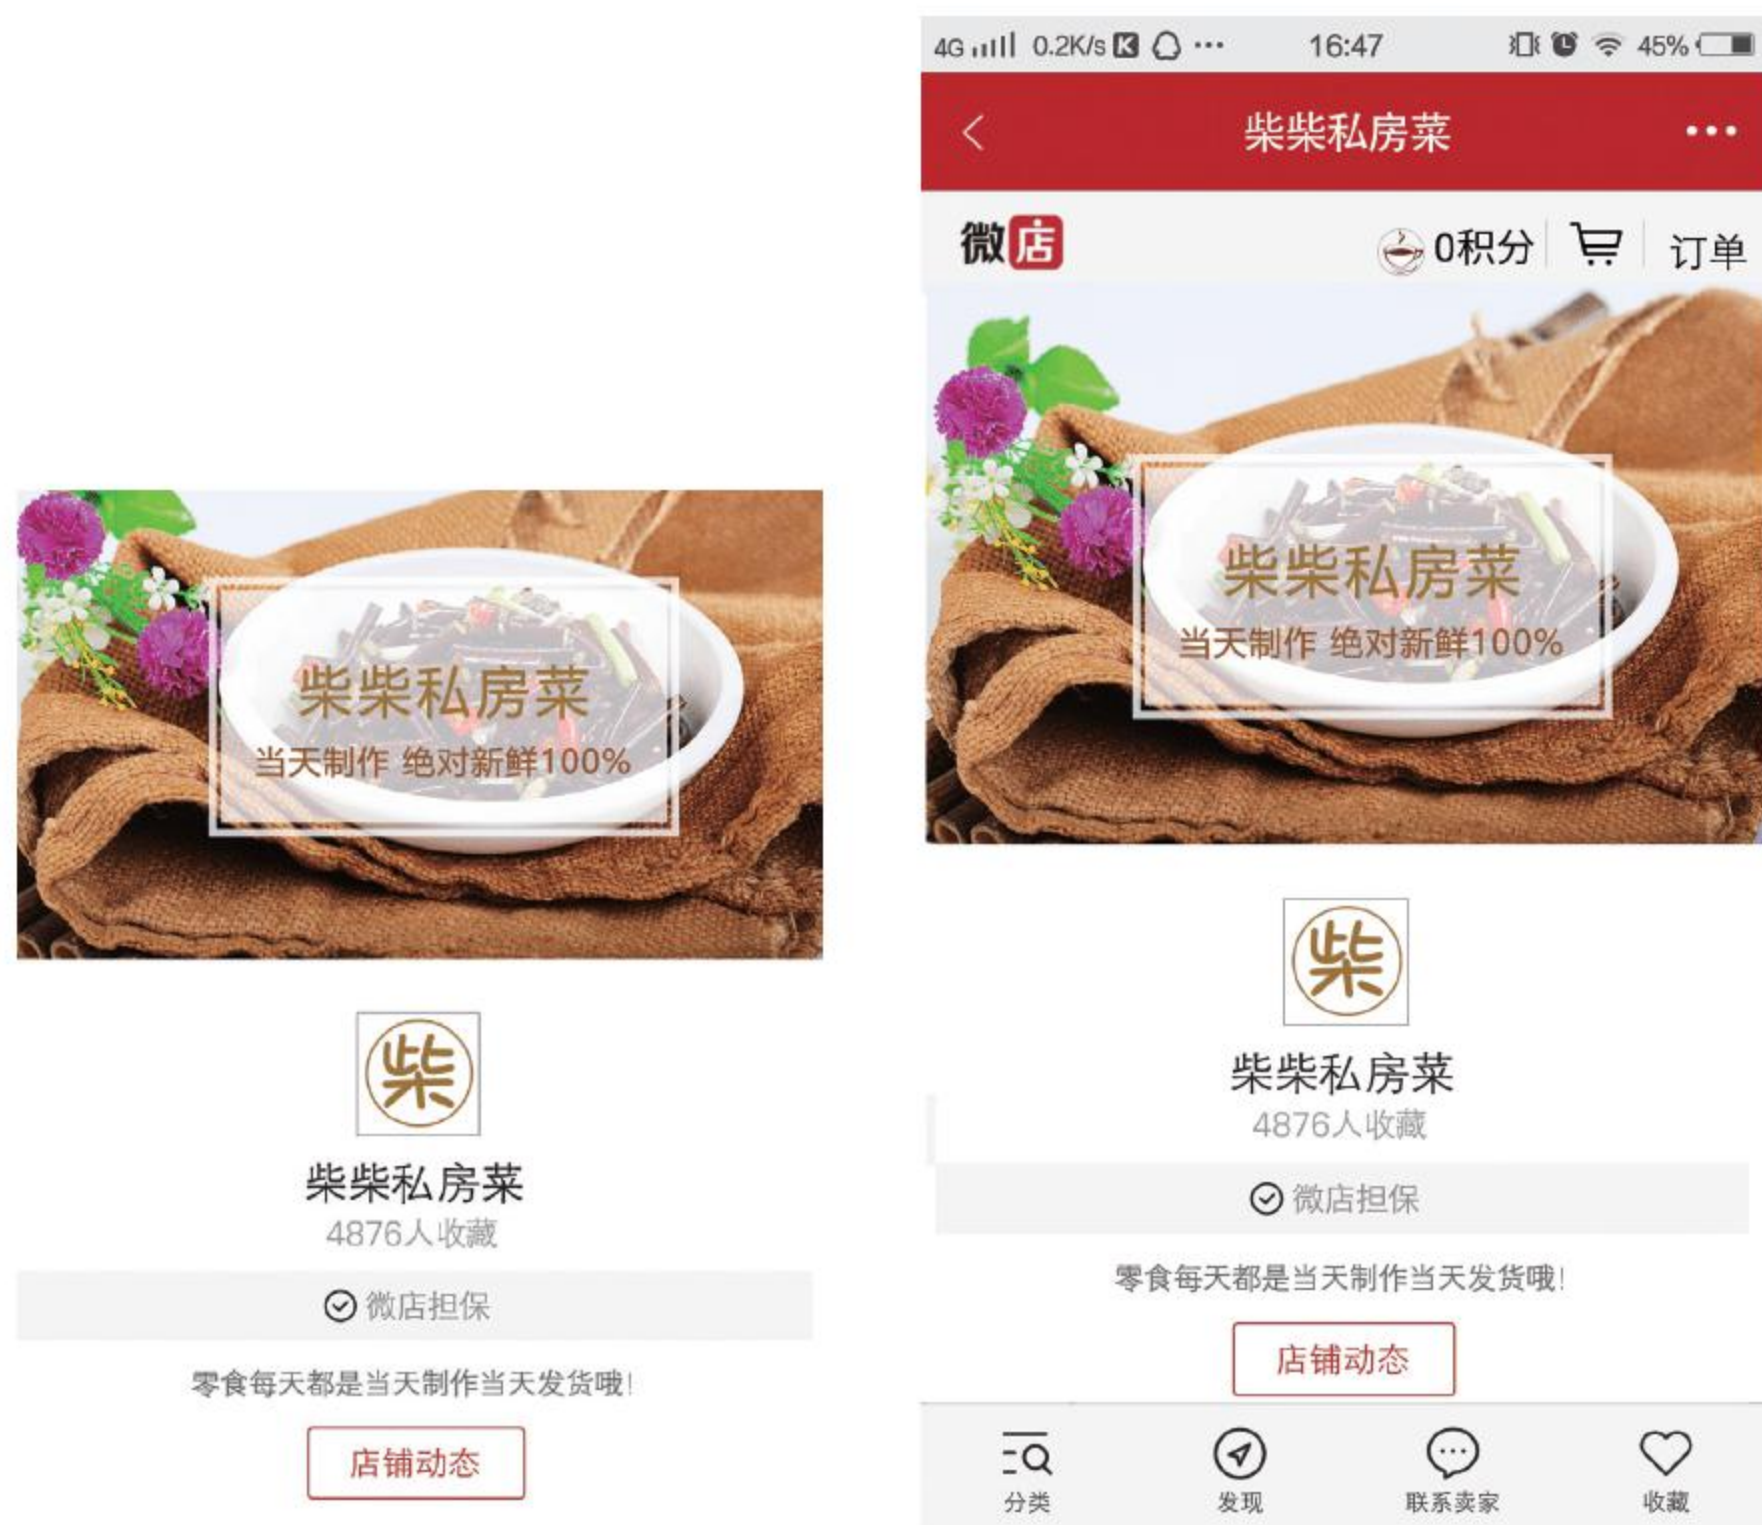 柴柴私房菜
当天制作 绝对新鲜100%
柴
柴柴私房菜
4876人收藏
微店担保
零食每天都是当天制作当天发货哦!
店铺动态
4G 0.2K/s K 16:47 45%
柴柴私房菜
微店 0积分 订单
柴柴私房菜
当天制作 绝对新鲜100%
柴
柴柴私房菜
4876人收藏
微店担保
零食每天都是当天制作当天发货哦!
店铺动态
分类 发现 联系卖家 收藏